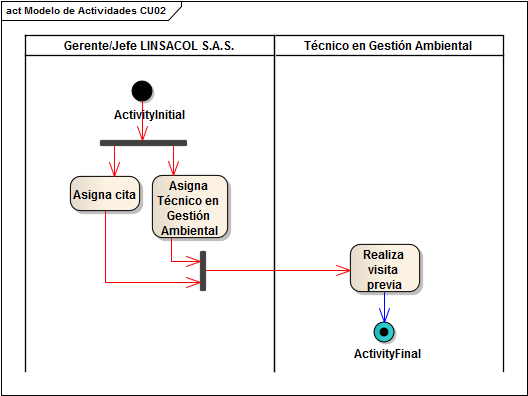 act Modelo de Actividades CU02
Gerente/Jefe LINSACOL S.A.S.
Técnico en Gestión Ambiental
ActivityInitial
Asigna cita
Asigna
Técnico en
Gestión
Ambiental
Realiza
visita
previa
ActivityFinal